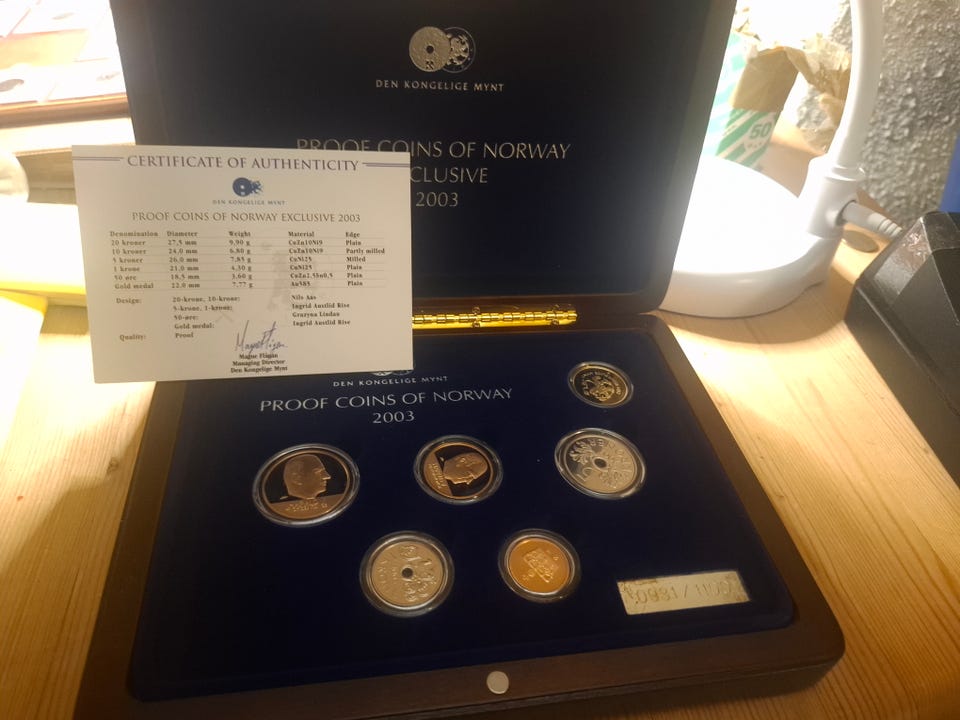 DEN KONGELIGE MYNT
PROOF COINS OF NORWAY
CLUSIVE
2003
CERTIFICATE OF AUTHENTICITY
DEN KONGELIGE MYNT
PROOF COINS OF NORWAY EXCLUSIVE 2003
Denomination Diameter Weight Material Edge
20 kroner 27,5 mm 9,90 g CuZn10Ni9 Plain
10 kroner 24,0 mm 6,80 g CuZn10Ni9 Partly milled
5 kroner 26,0 mm 7,85 g CuNi25 Milled
1 krone 21,0 mm 4,30 g CuNi25 Plain
50 øre 18,5 mm 3,60 g CuZn2,5Sn0,5 Plain
Gold medal 22,0 mm 7,77 g Au585 Plain
Design: 20-krone, 10-krone: Nils Aas
5-krone, 1-krone: Ingrid Austlid Rise
50-øre: Grazyna Lindau
Gold medal: Ingrid Austlid Rise
Quality: Proof
Magne Flågan
Managing Director
Den Kongelige Mynt
DEN KONGELIGE MYNT
PROOF COINS OF NORWAY
2003
50